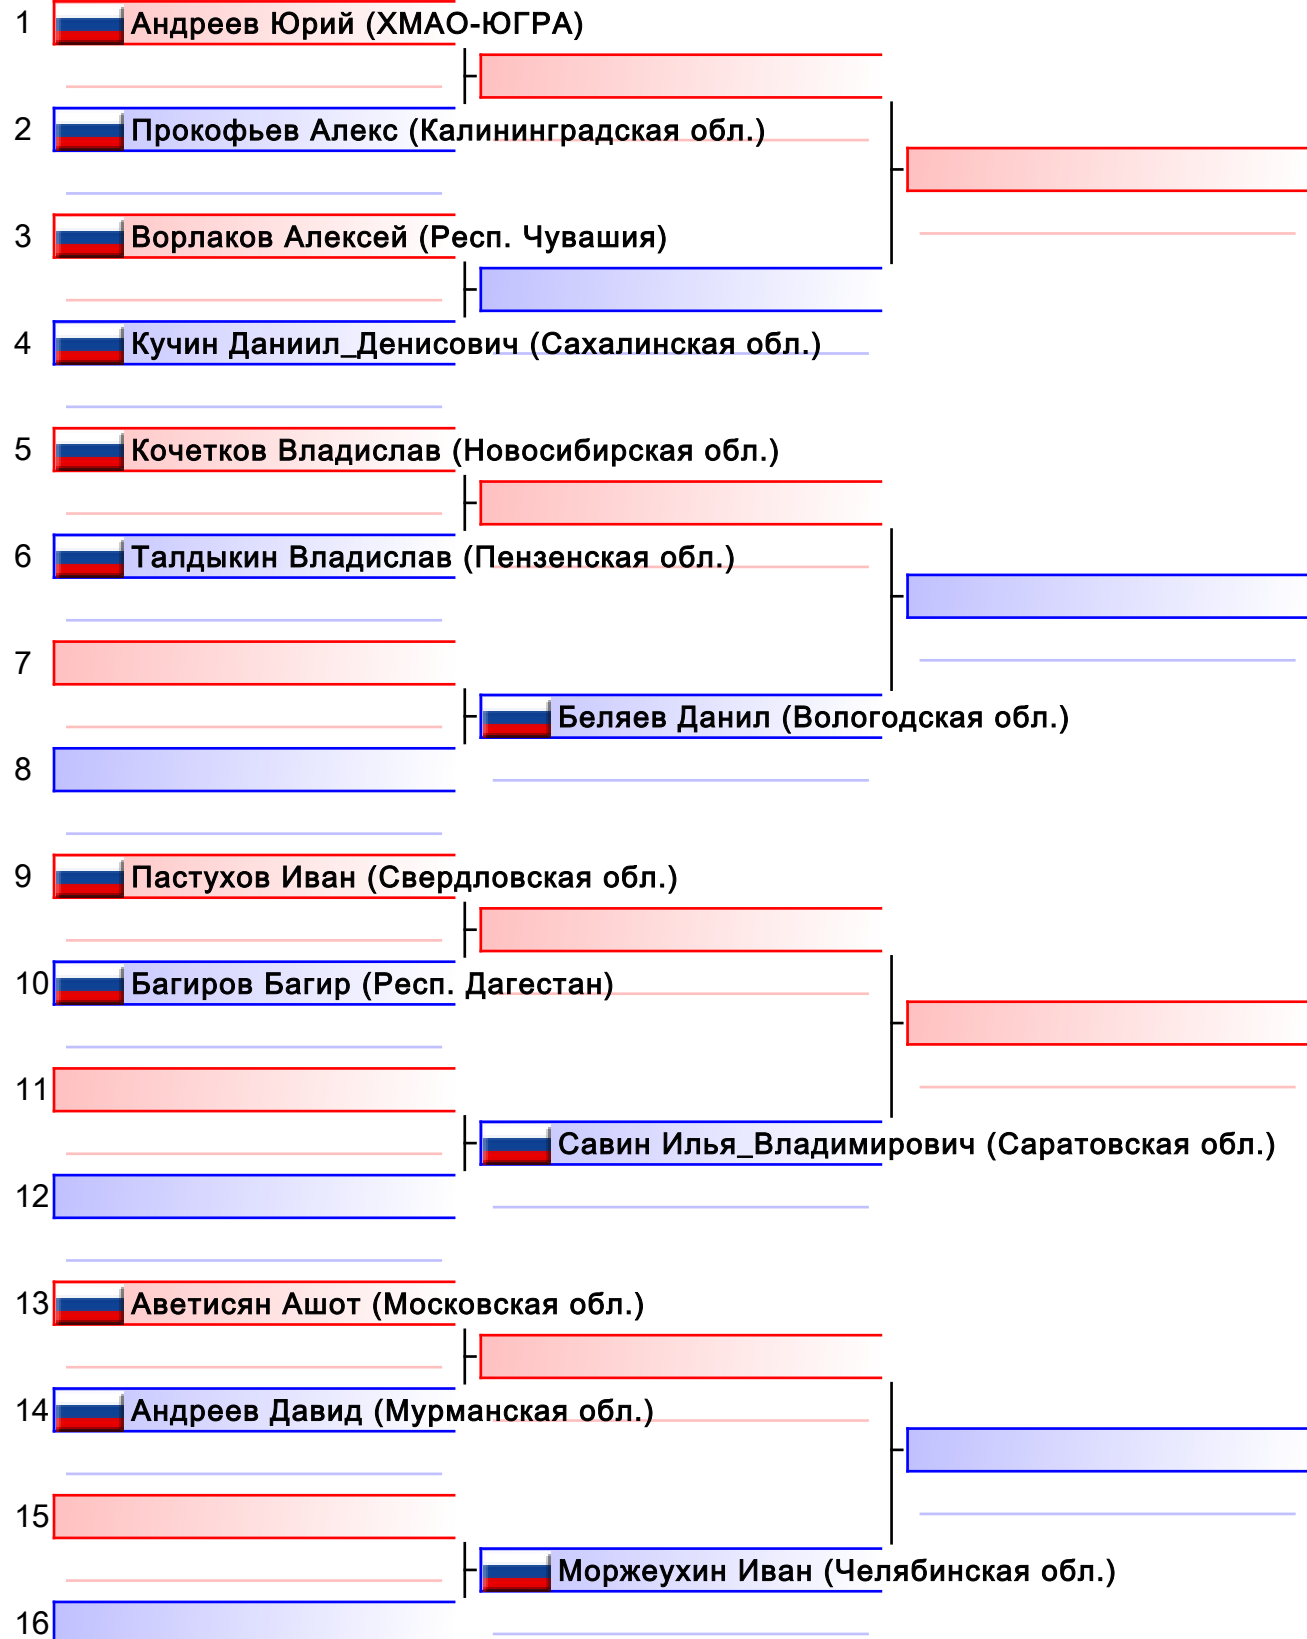 1 Андреев Юрий (ХМАО-ЮГРА)
2 Прокофьев Алекс (Калининградская обл.)
3 Ворлаков Алексей (Респ. Чувашия)
4 Кучин Даниил_Денисович (Сахалинская обл.)
5 Кочетков Владислав (Новосибирская обл.)
6 Талдыкин Владислав (Пензенская обл.)
7
Беляев Данил (Вологодская обл.)
8
9 Пастухов Иван (Свердловская обл.)
10 Багиров Багир (Респ. Дагестан)
11
Савин Илья_Владимирович (Саратовская обл.)
12
13 Аветисян Ашот (Московская обл.)
14 Андреев Давид (Мурманская обл.)
15
Моржеухин Иван (Челябинская обл.)
16